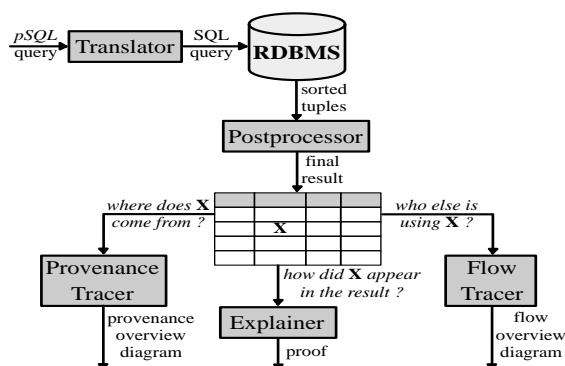 pSQL
query
Translator
SQL
query
RDBMS
sorted
tuples
Postprocessor
final
result
where does X
come from ?
X
who else is
using X ?
how did X appear
in the result ?
Provenance
Tracer
Explainer
Flow
Tracer
provenance
overview
diagram
proof
flow
overview
diagram